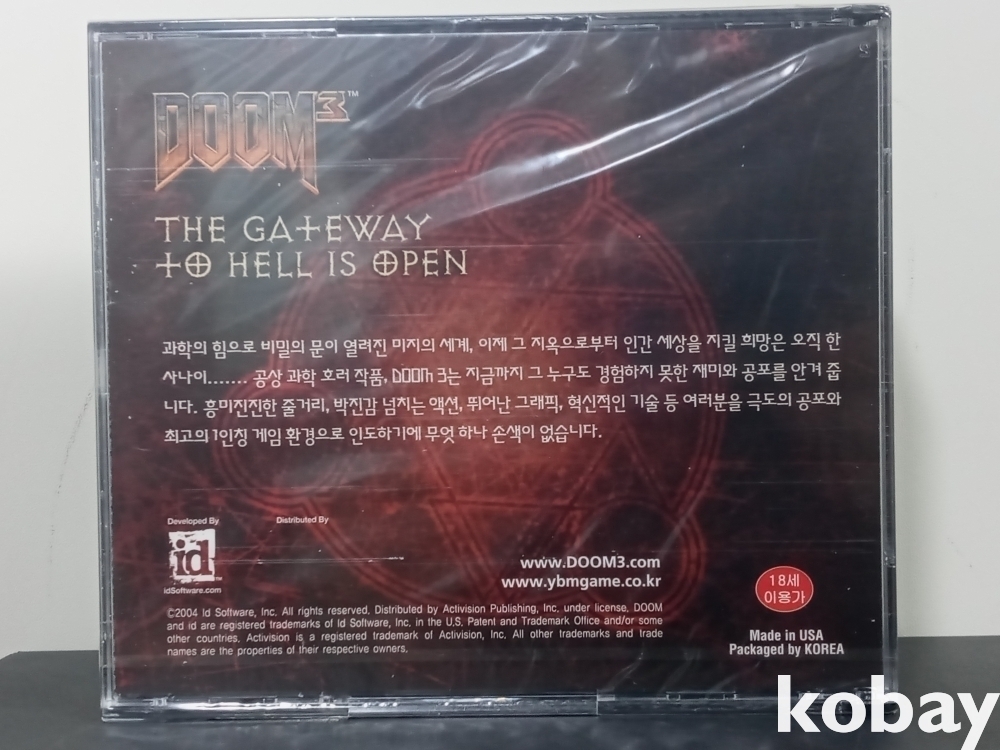 DOOM 3™
THE GATEWAY
TO HELL IS OPEN
과학의 힘으로 비밀의 문이 열려진 미지의 세계, 이제 그 지옥으로부터 인간 세상을 지킬 희망은 오직 한
사나이....... 공상 과학 호러 작품, DOOM 3는 지금까지 그 누구도 경험하지 못한 재미와 공포를 안겨 줍
니다. 흥미진진한 줄거리, 박진감 넘치는 액션, 뛰어난 그래픽, 혁신적인 기술 등 여러분을 극도의 공포와
최고의 1인칭 게임 환경으로 인도하기에 무엇 하나 손색이 없습니다.
Developed By
Distributed By
id
idSoftware.com
www.DOOM3.com
www.ybmgame.co.kr
18세
이용가
©2004 Id Software, Inc. All rights reserved. Distributed by Activision Publishing, Inc. under license. DOOM
and id are registered trademarks of Id Software, Inc. in the U.S. Patent and Trademark Office and/or some
other countries. Activision is a registered trademark of Activision, Inc. All other trademarks and trade
names are the properties of their respective owners.
Made in USA
Packaged by KOREA
kobay